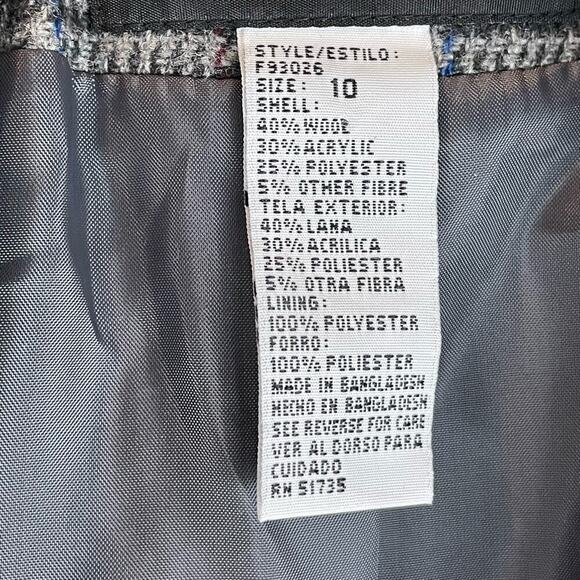 STYLE/ESTILO:
F93026
SIZE: 10
SHELL:
40% WOOL
30% ACRYLIC
25% POLYESTER
5% OTHER FIBRE
TELA EXTERIOR:
40% LANA
30% ACRILICA
25% POLIESTER
5% OTRA FIBRA
LINING:
100% POLYESTER
FORRO:
100% POLIESTER
MADE IN BANGLADESH
HECHO EN BANGLADESH
SEE REVERSE FOR CARE
VER AL DORSO PARA
CUIDADO
RN 51735